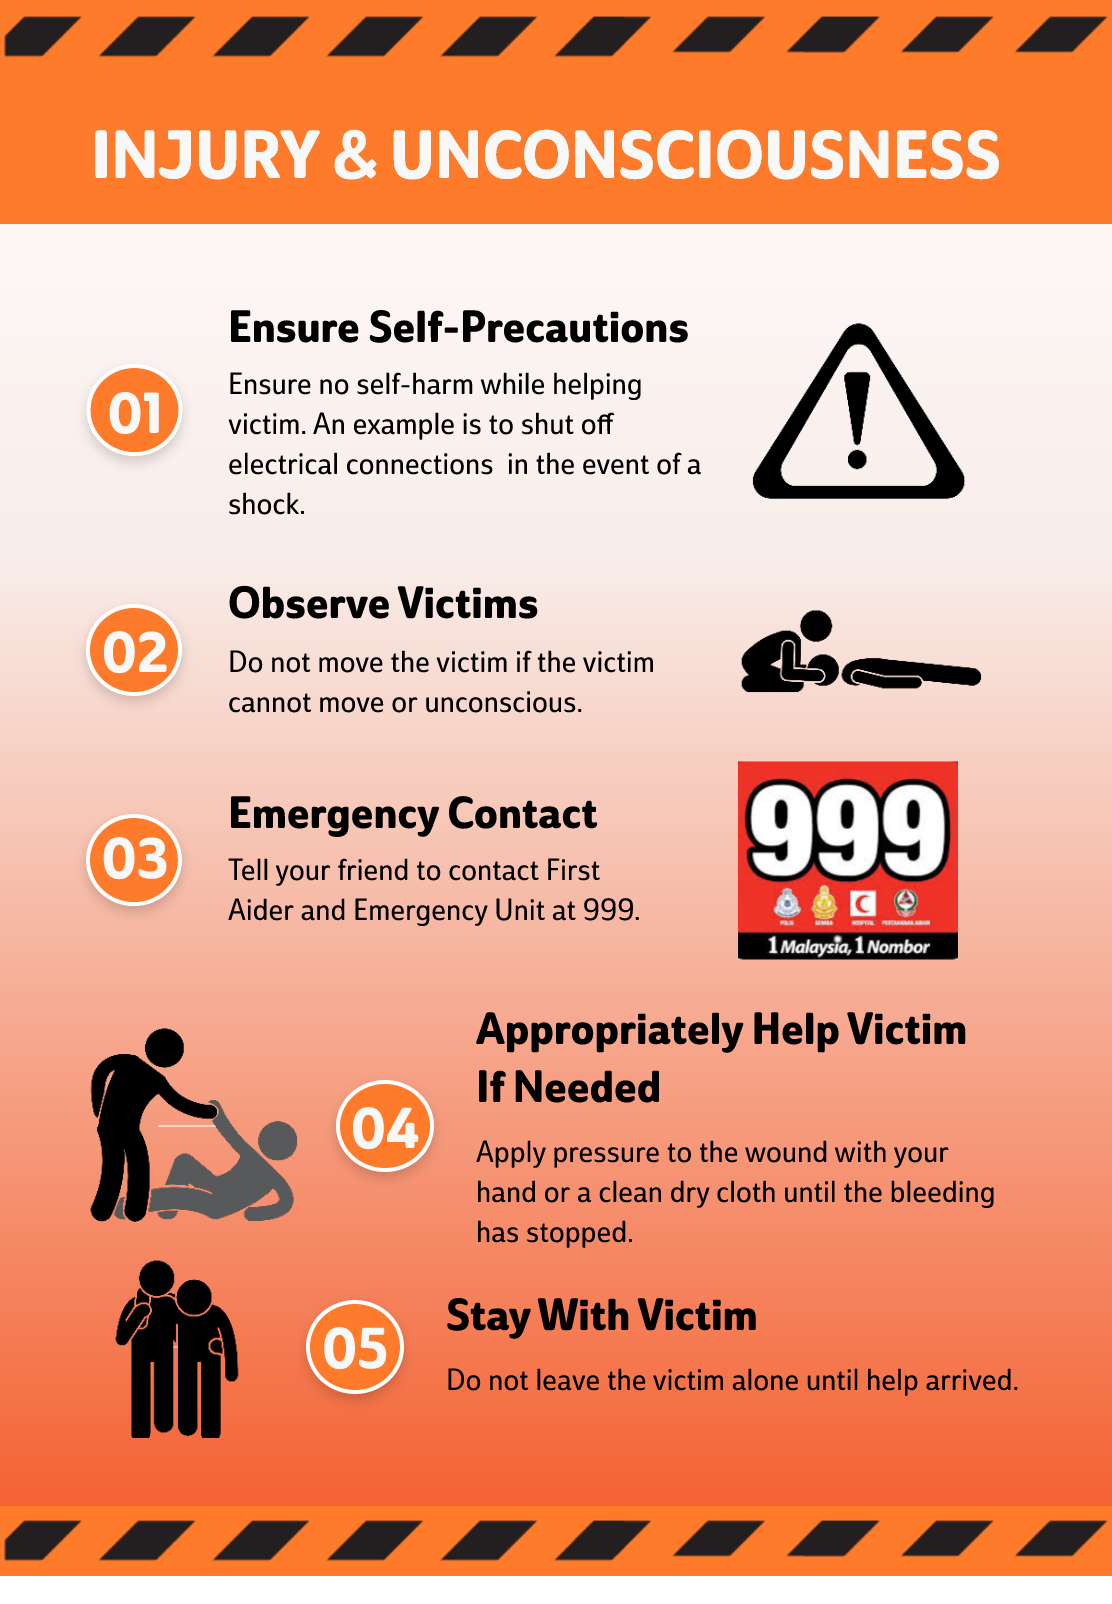 INJURY & UNCONSCIOUSNESS
01
Ensure Self-Precautions
Ensure no self-harm while helping
victim. An example is to shut off
electrical connections  in the event of a
shock.
02
Observe Victims
Do not move the victim if the victim
cannot move or unconscious.
03
Emergency Contact
Tell your friend to contact First
Aider and Emergency Unit at 999.
999
POLIS BOMBA HOSPITAL PERTAHANAN AWAM
1 Malaysia, 1 Nombor
04
Appropriately Help Victim
If Needed
Apply pressure to the wound with your
hand or a clean dry cloth until the bleeding
has stopped.
05
Stay With Victim
Do not leave the victim alone until help arrived.